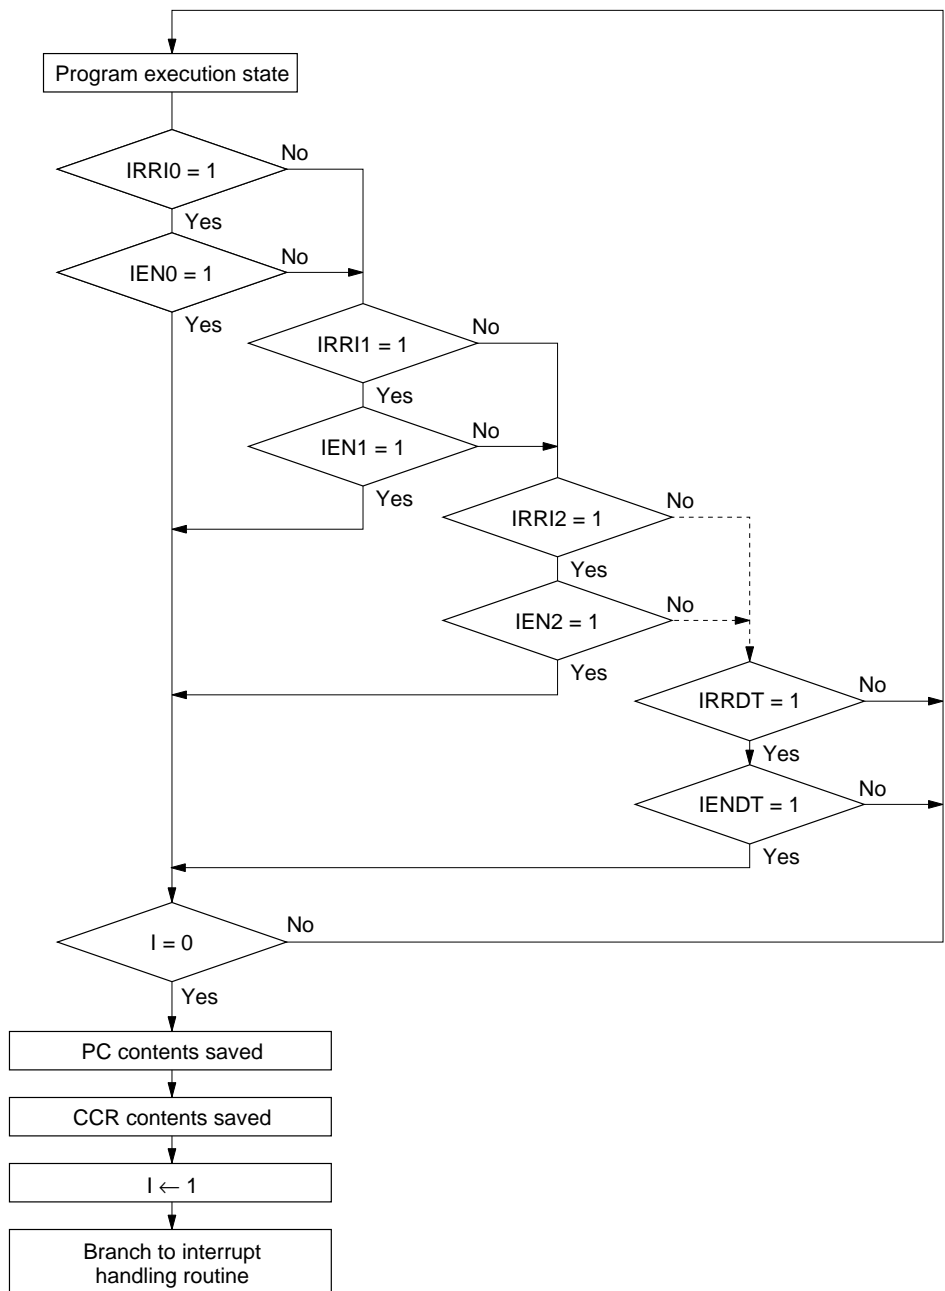 Program execution state
IRRI0 = 1
No
Yes
IEN0 = 1
No
Yes
IRRI1 = 1
No
Yes
IEN1 = 1
No
Yes
IRRI2 = 1
No
Yes
IEN2 = 1
No
Yes
IRRDT = 1
No
Yes
IENDT = 1
No
Yes
I = 0
No
Yes
PC contents saved
CCR contents saved
I ← 1
Branch to interrupt
handling routine